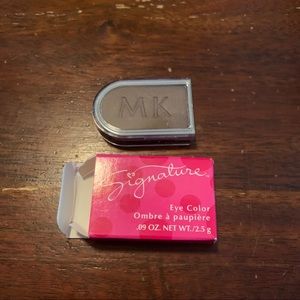 MK
Signature
Eye Color
Ombre à paupière
.09 OZ. NET WT./2.5 g